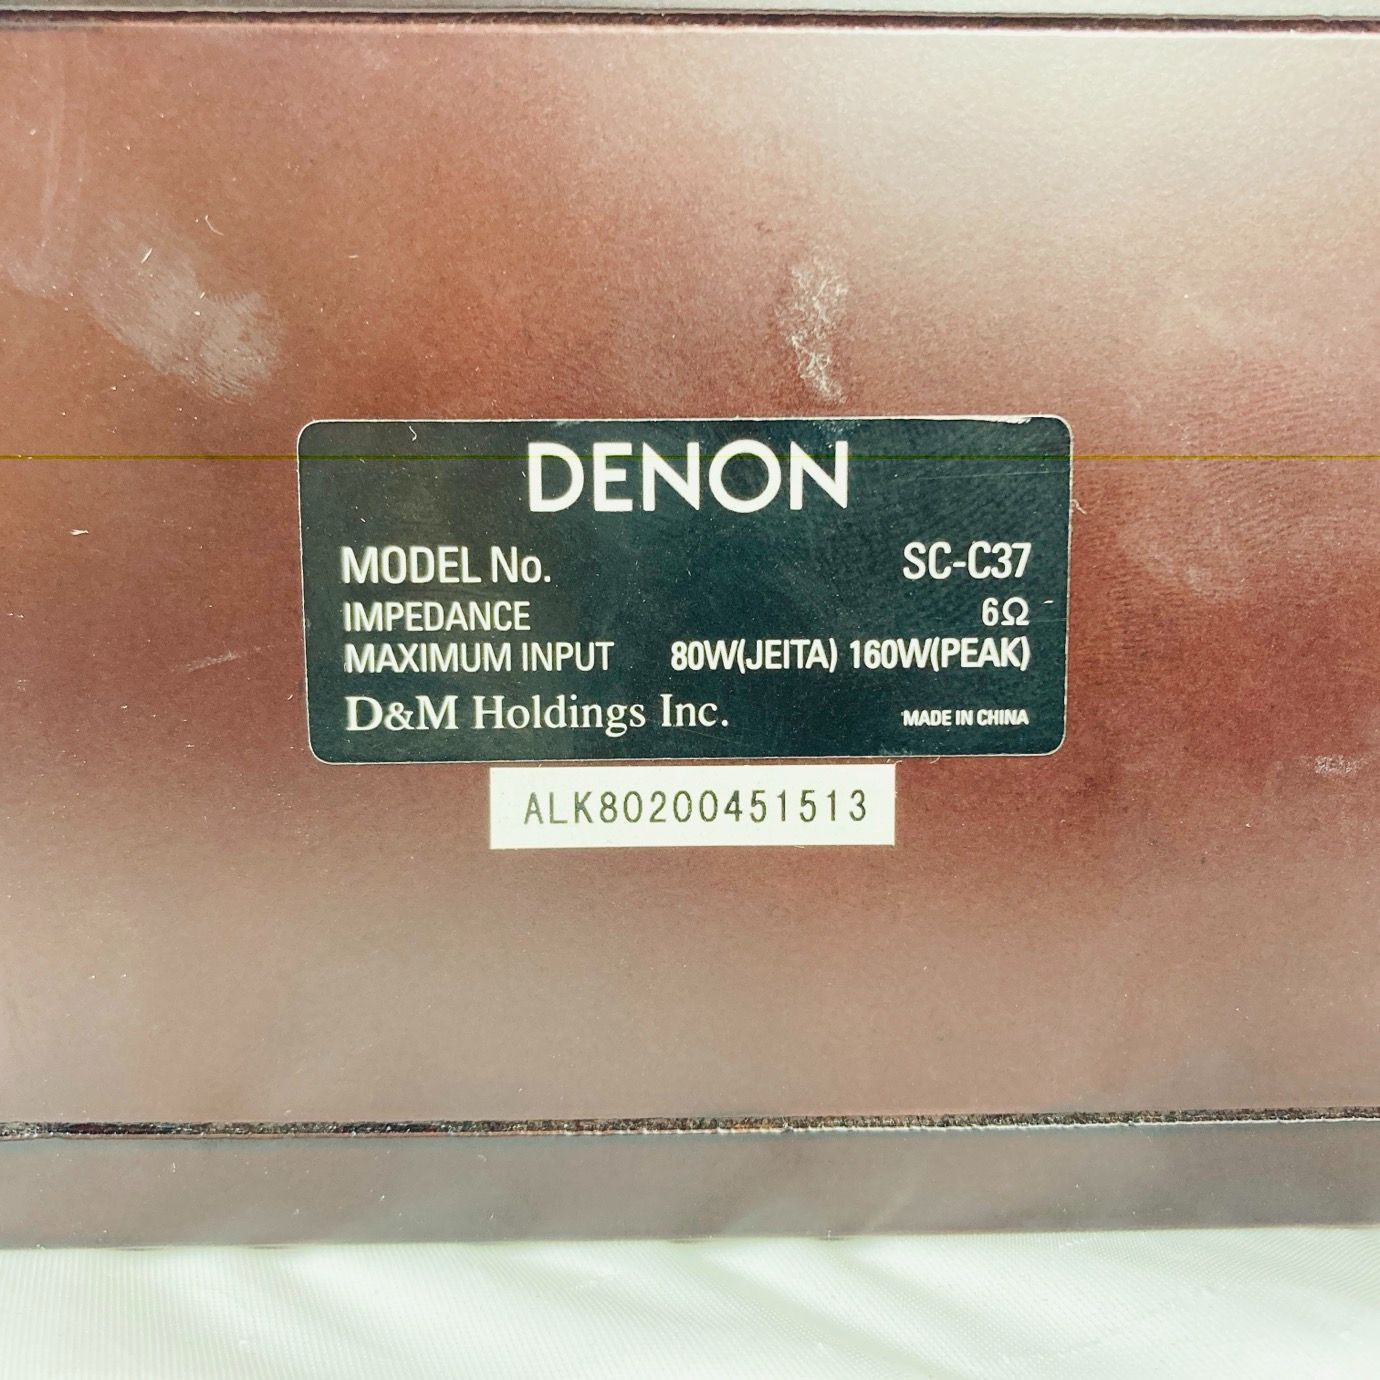 DENON
MODEL No. SC-C37
IMPEDANCE 6Ω
MAXIMUM INPUT 80W(JEITA) 160W(PEAK)
D&M Holdings Inc. MADE IN CHINA
ALK80200451513